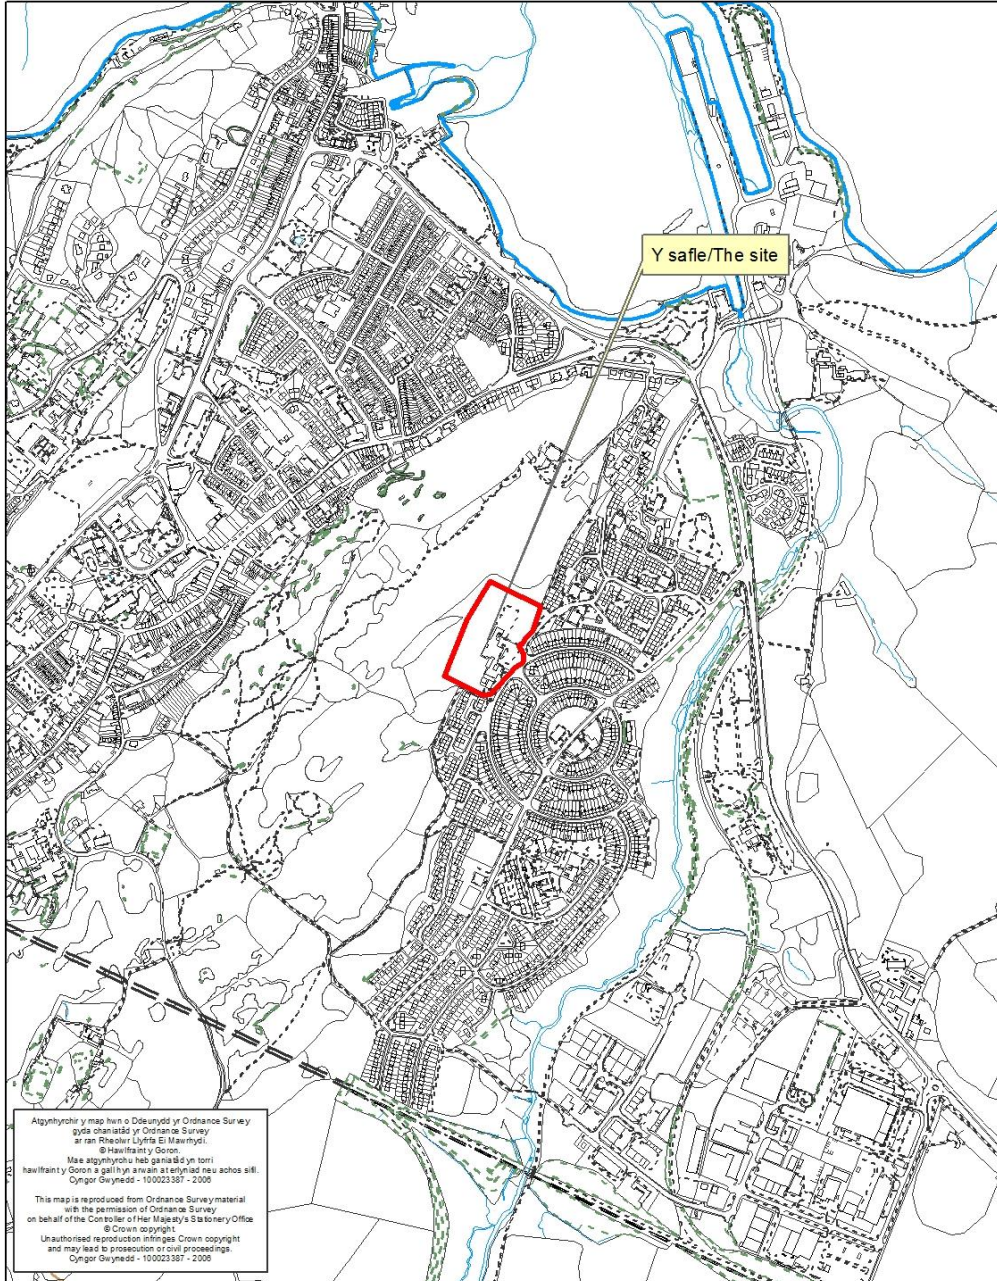 Y safle/The site
Atgynhyrchir y map hwn o Ddeunydd yr Ordnance Survey
gyda chaniatâd yr Ordnance Survey
ar ran Rheolwr Llyfrfa Ei Mawrhydi.
© Hawlfraint y Goron.
Mae atgynhyrchu heb ganiatâd yn torri
hawlfraint y Goron a gall hyn arwain at erlyniad neu achos sifil.
Cyngor Gwynedd - 100023387 - 2006
This map is reproduced from Ordnance Survey material
with the permission of Ordnance Survey
on behalf of the Controller of Her Majesty's Stationery Office
© Crown copyright.
Unauthorised reproduction infringes Crown copyright
and may lead to prosecution or civil proceedings.
Cyngor Gwynedd - 100023387 - 2006